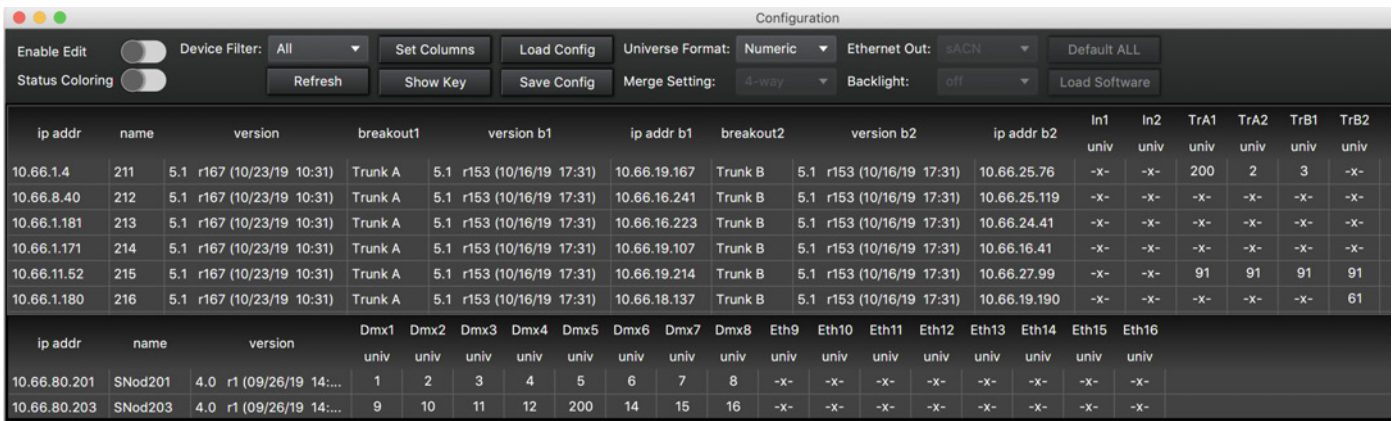 Configuration
Enable Edit Device Filter: All Set Columns Load Config Universe Format: Numeric Ethernet Out: sACN Default ALL
Status Coloring Refresh Show Key Save Config Merge Setting: 4-way Backlight: off Load Software
ip addr name version breakout1 version b1 ip addr b1 breakout2 version b2 ip addr b2 In1 In2 TrA1 TrA2 TrB1 TrB2
univ univ univ univ univ univ
10.66.1.4 211 5.1 r167 (10/23/19 10:31) Trunk A 5.1 r153 (10/16/19 17:31) 10.66.19.167 Trunk B 5.1 r153 (10/16/19 17:31) 10.66.25.76 -x- -x- 200 2 3 -x-
10.66.8.40 212 5.1 r167 (10/23/19 10:31) Trunk A 5.1 r153 (10/16/19 17:31) 10.66.16.241 Trunk B 5.1 r153 (10/16/19 17:31) 10.66.25.119 -x- -x- -x- -x- -x- -x-
10.66.1.181 213 5.1 r167 (10/23/19 10:31) Trunk A 5.1 r153 (10/16/19 17:31) 10.66.16.223 Trunk B 5.1 r153 (10/16/19 17:31) 10.66.24.41 -x- -x- -x- -x- -x- -x-
10.66.1.171 214 5.1 r167 (10/23/19 10:31) Trunk A 5.1 r153 (10/16/19 17:31) 10.66.19.107 Trunk B 5.1 r153 (10/16/19 17:31) 10.66.16.41 -x- -x- -x- -x- -x- -x-
10.66.11.52 215 5.1 r167 (10/23/19 10:31) Trunk A 5.1 r153 (10/16/19 17:31) 10.66.19.214 Trunk B 5.1 r153 (10/16/19 17:31) 10.66.27.99 -x- -x- 91 91 91 91
10.66.1.180 216 5.1 r167 (10/23/19 10:31) Trunk A 5.1 r153 (10/16/19 17:31) 10.66.18.137 Trunk B 5.1 r153 (10/16/19 17:31) 10.66.19.190 -x- -x- -x- -x- -x- 61
ip addr name version Dmx1 Dmx2 Dmx3 Dmx4 Dmx5 Dmx6 Dmx7 Dmx8 Eth9 Eth10 Eth11 Eth12 Eth13 Eth14 Eth15 Eth16
univ univ univ univ univ univ univ univ univ univ univ univ univ univ univ univ
10.66.80.201 SNod201 4.0 r1 (09/26/19 14:... 1 2 3 4 5 6 7 8 -x- -x- -x- -x- -x- -x- -x- -x-
10.66.80.203 SNod203 4.0 r1 (09/26/19 14:... 9 10 11 12 200 14 15 16 -x- -x- -x- -x- -x- -x- -x- -x-